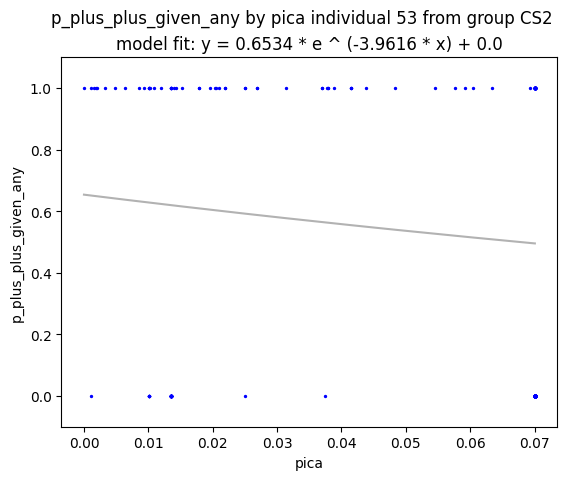 p_plus_plus_given_any by pica individual 53 from group CS2
model fit: y = 0.6534 * e ^ (-3.9616 * x) + 0.0
1.0
0.8
0.6
0.4
0.2
0.0
p_plus_plus_given_any
0.00 0.01 0.02 0.03 0.04 0.05 0.06 0.07
pica